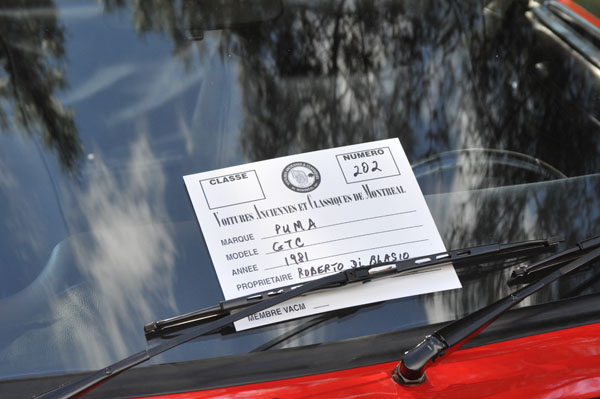 CLASSE
NUMERO
202
VOITURES ANCIENNES ET CLASSIQUES DE MONTREAL
MARQUE PUMA
MODELE GTC
ANNEE 1981
PROPRIETAIRE ROBERTO Di BLASIO
MEMBRE VACM